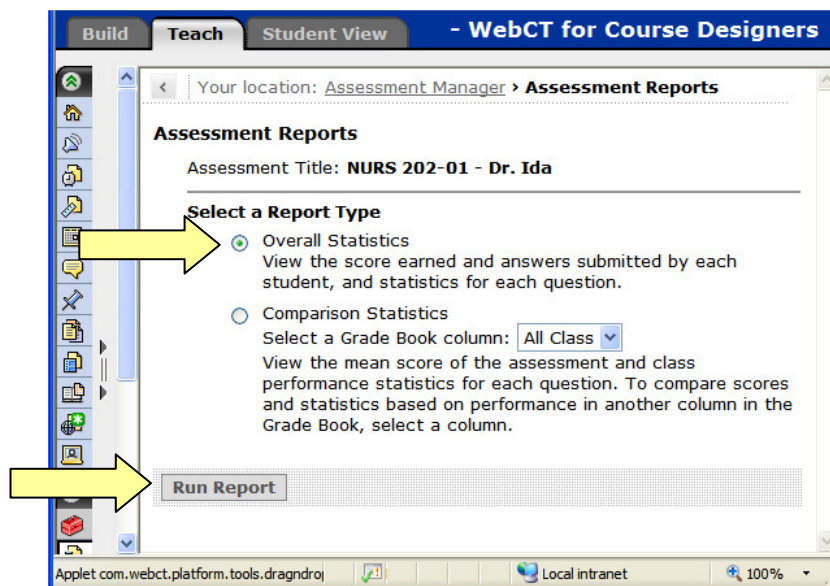 Build Teach Student View - WebCT for Course Designers
Your location: Assessment Manager › Assessment Reports
Assessment Reports
Assessment Title: NURS 202-01 - Dr. Ida
Select a Report Type
Overall Statistics
View the score earned and answers submitted by each
student, and statistics for each question.
Comparison Statistics
Select a Grade Book column: All Class
View the mean score of the assessment and class
performance statistics for each question. To compare scores
and statistics based on performance in another column in the
Grade Book, select a column.
Run Report
Applet com.webct.platform.tools.dragndro Local intranet 100%